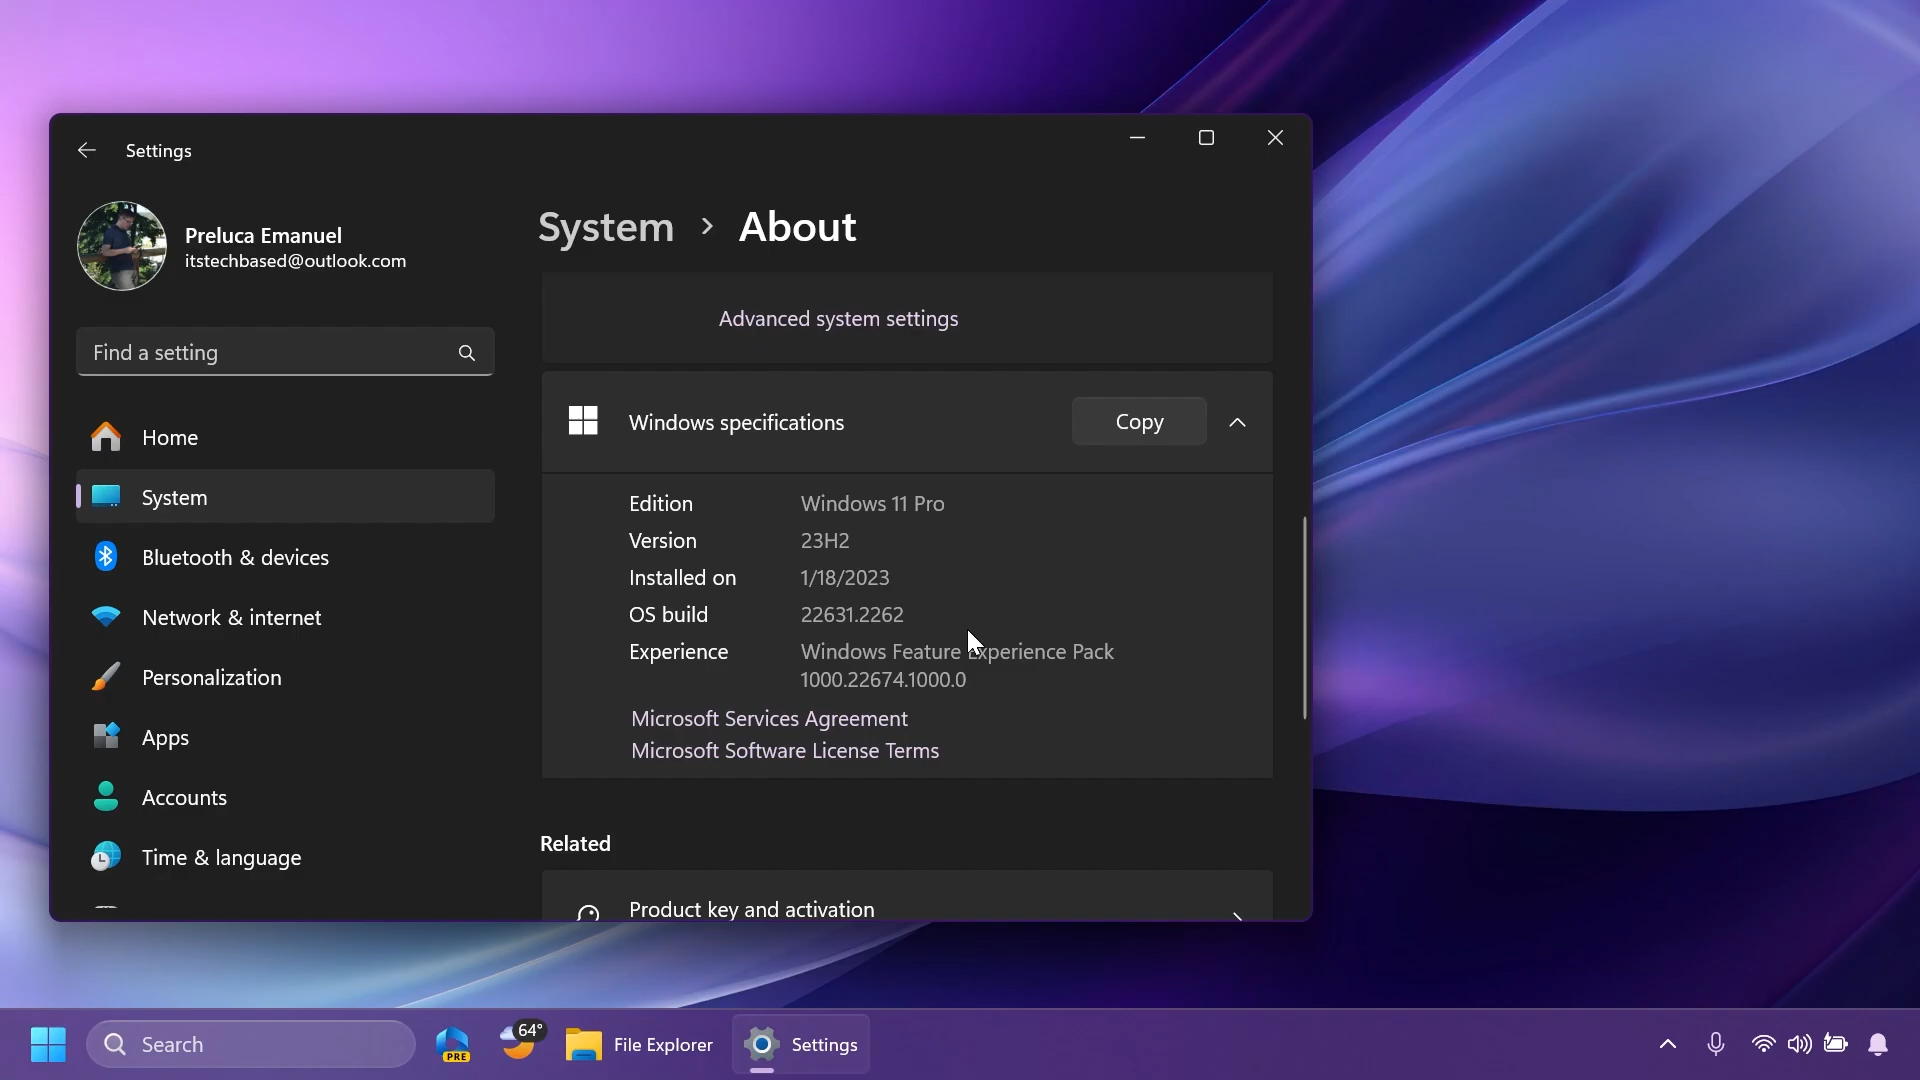 Settings
Preluca Emanuel
itstechbased@outlook.com
Find a setting
Home
System
Bluetooth & devices
Network & internet
Personalization
Apps
Accounts
Time & language
System > About
Advanced system settings
Windows specifications
Copy
Edition Windows 11 Pro
Version 23H2
Installed on 1/18/2023
OS build 22631.2262
Experience Windows Feature Experience Pack
1000.22674.1000.0
Microsoft Services Agreement
Microsoft Software License Terms
Related
Product key and activation
Search
PRE
64°
File Explorer
Settings